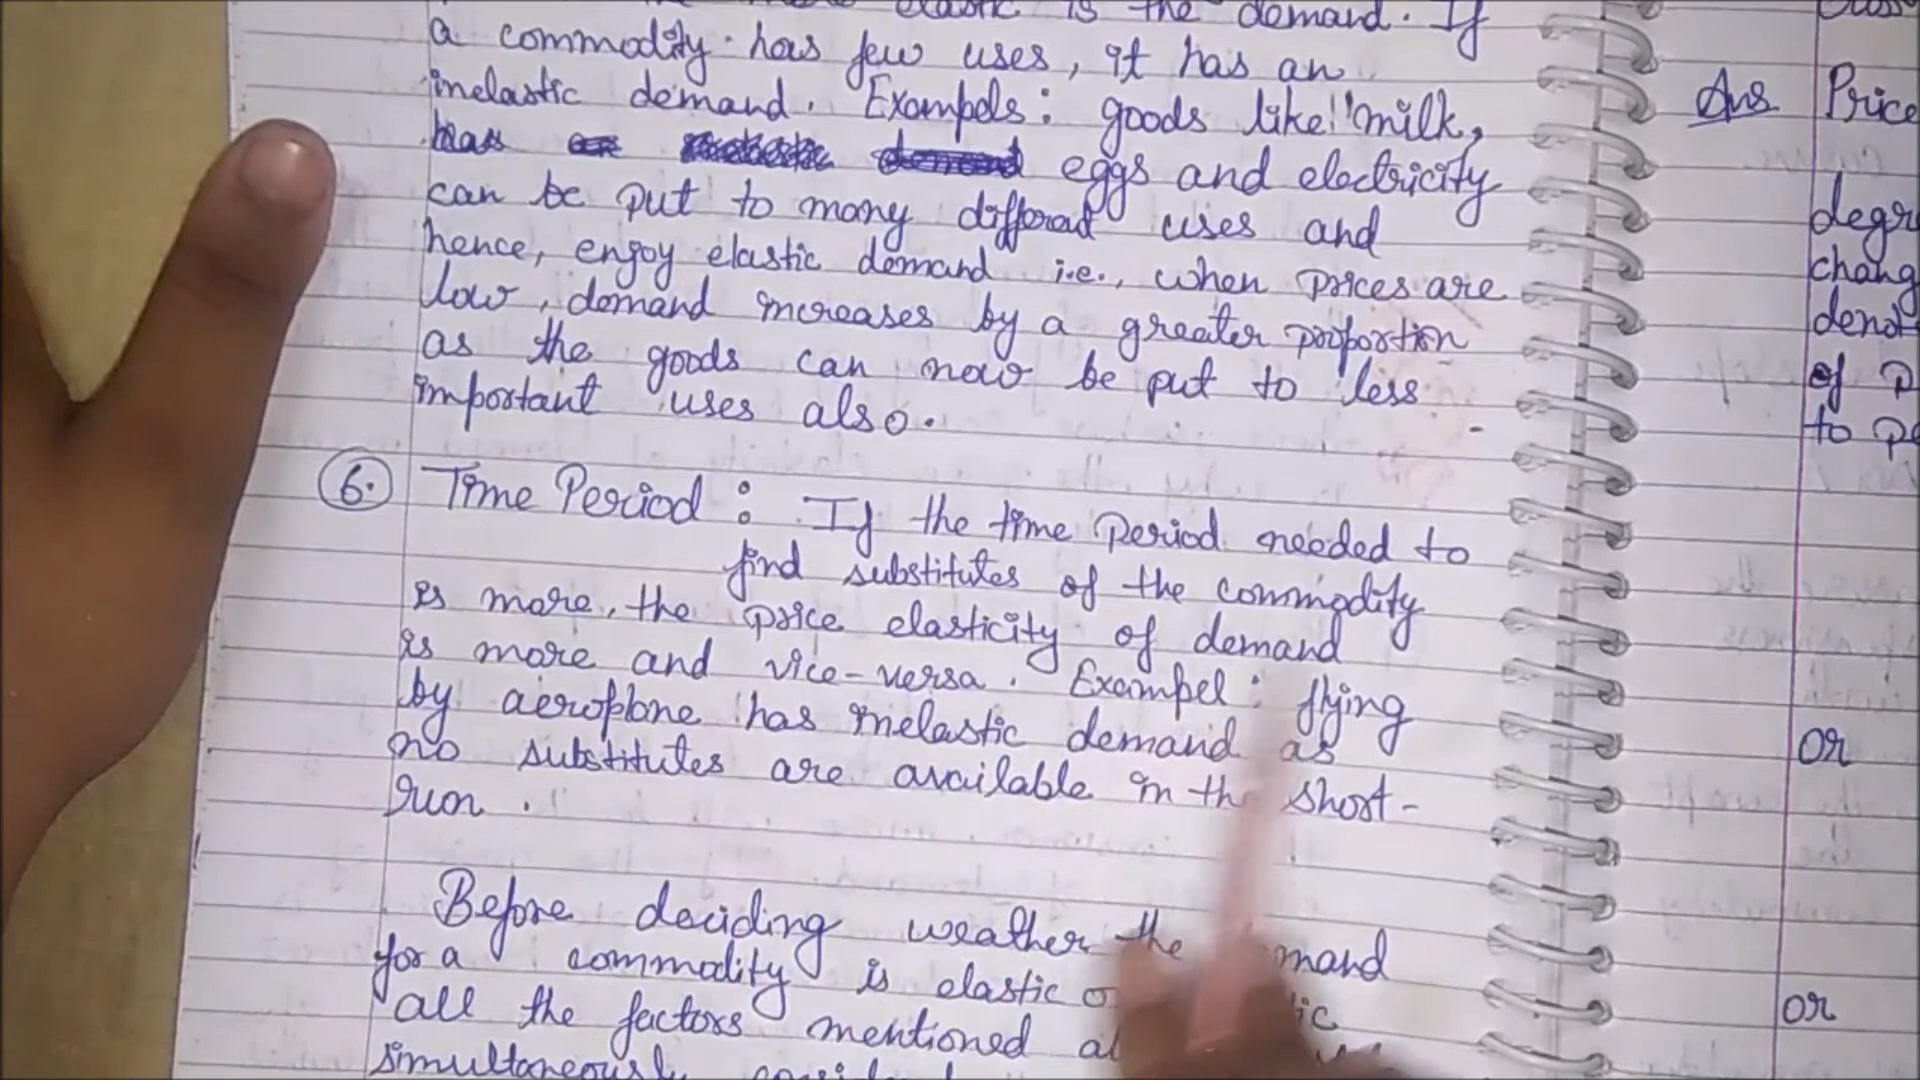 elastic is the demand. If
a commodity has few uses, it has an
inelastic demand. Exampels: goods like "milk,
has eggs and electricity
can be put to many different uses and
hence, enjoy elastic demand i.e., when prices are
low, demand increases by a greater proportion
as the goods can now be put to less
important uses also.
6. Time Period: If the time period needed to
find substitutes of the commodity
is more, the price elasticity of demand
is more and vice-versa. Exampel: flying
by aeroplane has inelastic demand as
no substitutes are available in the short-
run.
Before deciding weather the mand
for a commodity is elastic
all the factors mentioned
simultaneously
Ans Price
degr
chang
denot
of P
to pe
or
or